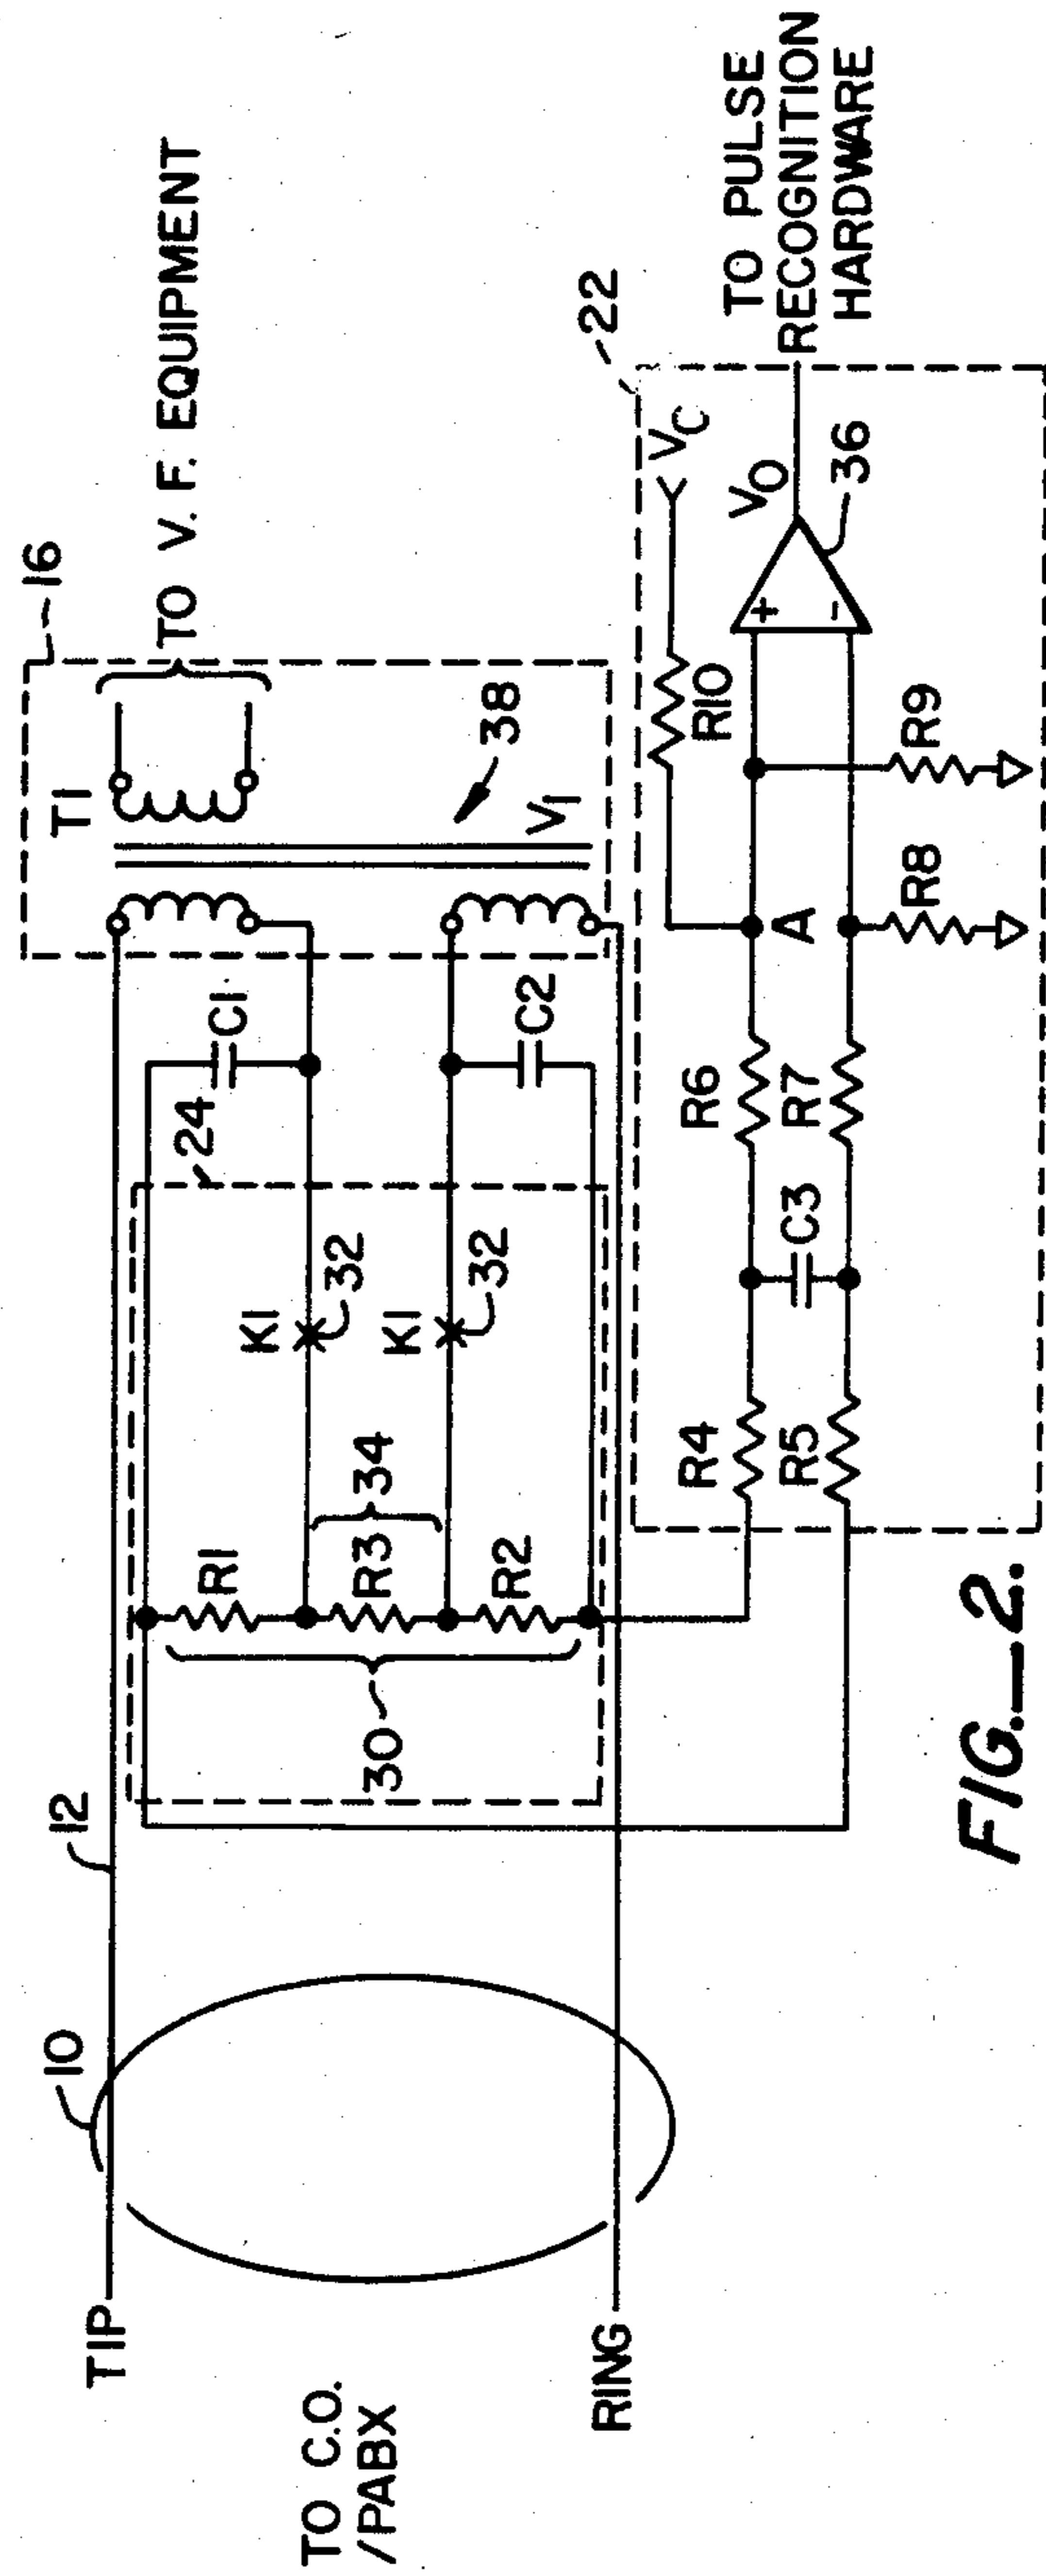 TO C.O.
/PABX
TIP
RING
10
12
30
R1
R3
R2
34
K1
32
K1
32
24
C1
C2
16
T1
38
V1
TO V. F. EQUIPMENT
22
R4
R5
C3
R6
R7
A
R8
R9
R10
VC
VO
+
-
36
TO PULSE
RECOGNITION
HARDWARE
FIG._2.